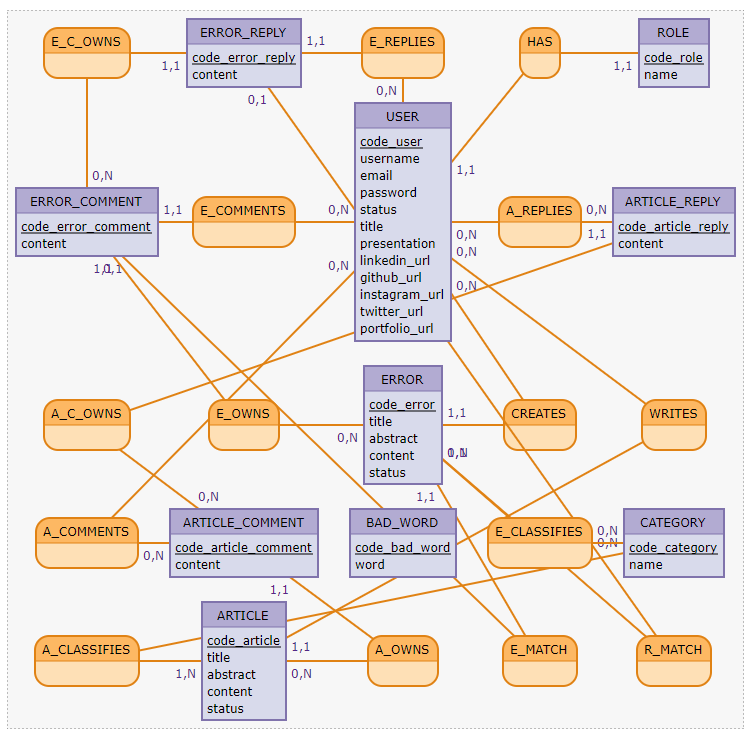 E_C_OWNS
ERROR_REPLY
code_error_reply
content
E_REPLIES
HAS
ROLE
code_role
name
1,1
1,1
1,1
0,1
0,N
USER
code_user
username
email
password
status
title
presentation
linkedin_url
github_url
instagram_url
twitter_url
portfolio_url
1,1
0,N
ERROR_COMMENT
code_error_comment
content
1,1
E_COMMENTS
0,N
A_REPLIES
0,N
0,N
ARTICLE_REPLY
code_article_reply
content
1,1
0,N
0,N
0,N
1,1
A_C_OWNS
E_OWNS
ERROR
code_error
title
abstract
content
status
1,1
0,N
CREATES
WRITES
1,1
0,N
A_COMMENTS
0,N
ARTICLE_COMMENT
code_article_comment
content
1,1
BAD_WORD
code_bad_word
word
E_CLASSIFIES
0,N
0,N
CATEGORY
code_category
name
A_CLASSIFIES
1,N
ARTICLE
code_article
title
abstract
content
status
1,1
0,N
A_OWNS
E_MATCH
R_MATCH